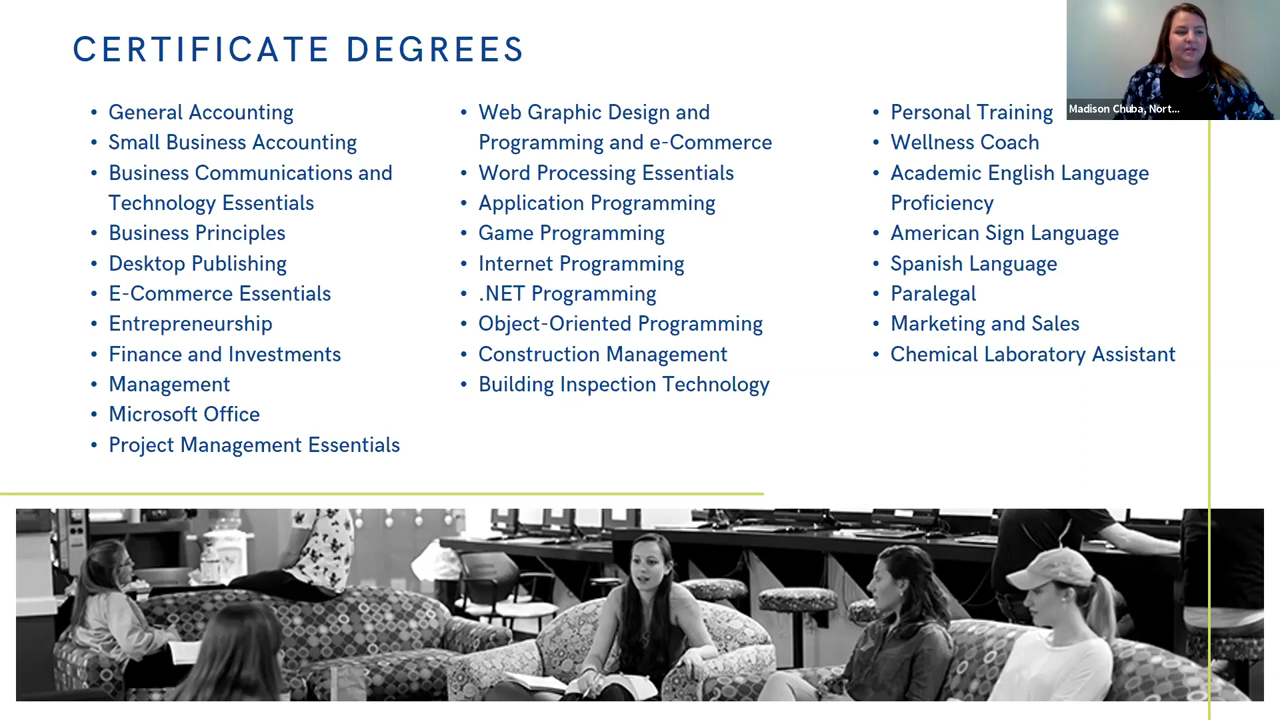 CERTIFICATE DEGREES
• General Accounting
• Small Business Accounting
• Business Communications and
Technology Essentials
• Business Principles
• Desktop Publishing
• E-Commerce Essentials
• Entrepreneurship
• Finance and Investments
• Management
• Microsoft Office
• Project Management Essentials
• Web Graphic Design and
Programming and e-Commerce
• Word Processing Essentials
• Application Programming
• Game Programming
• Internet Programming
• .NET Programming
• Object-Oriented Programming
• Construction Management
• Building Inspection Technology
• Personal Training
• Wellness Coach
• Academic English Language
Proficiency
• American Sign Language
• Spanish Language
• Paralegal
• Marketing and Sales
• Chemical Laboratory Assistant
Madison Chuba, Nort...